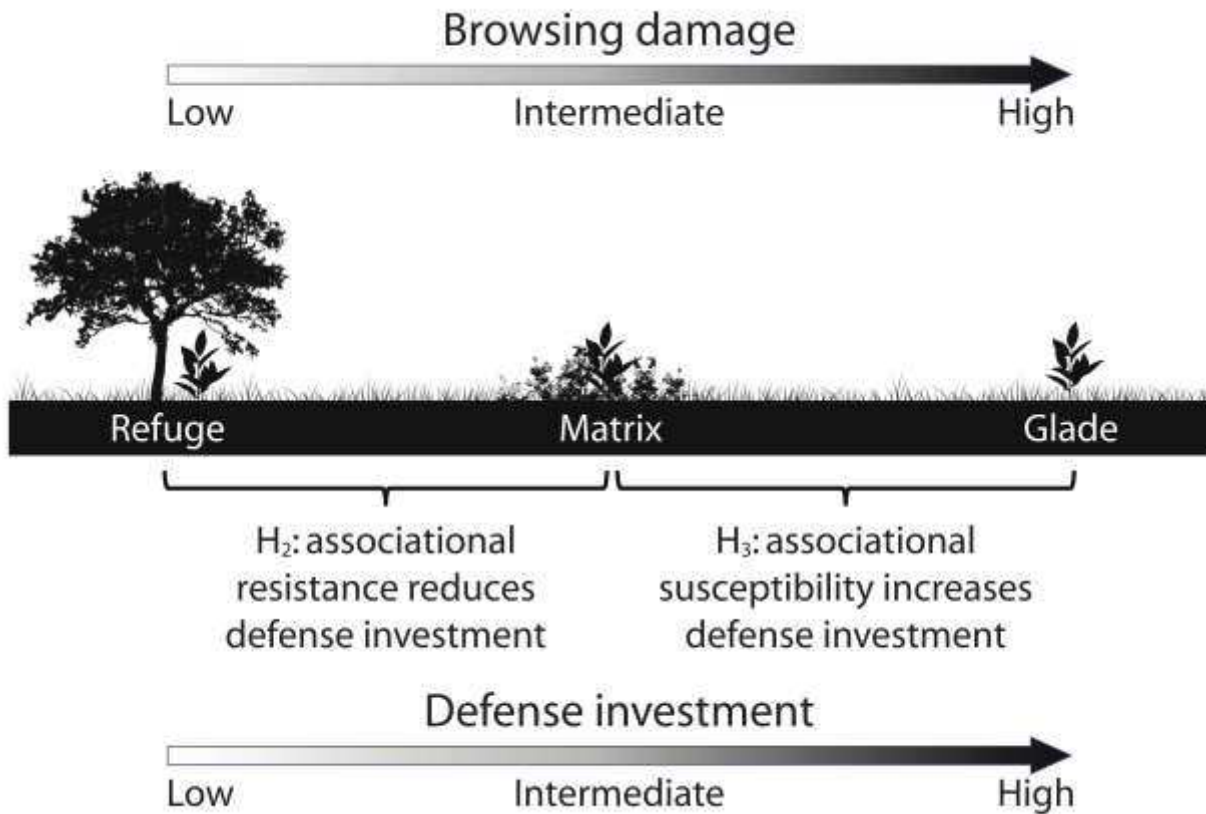 Browsing damage
Low Intermediate High
Refuge Matrix Glade
H₂: associational
resistance reduces
defense investment
H₃: associational
susceptibility increases
defense investment
Defense investment
Low Intermediate High